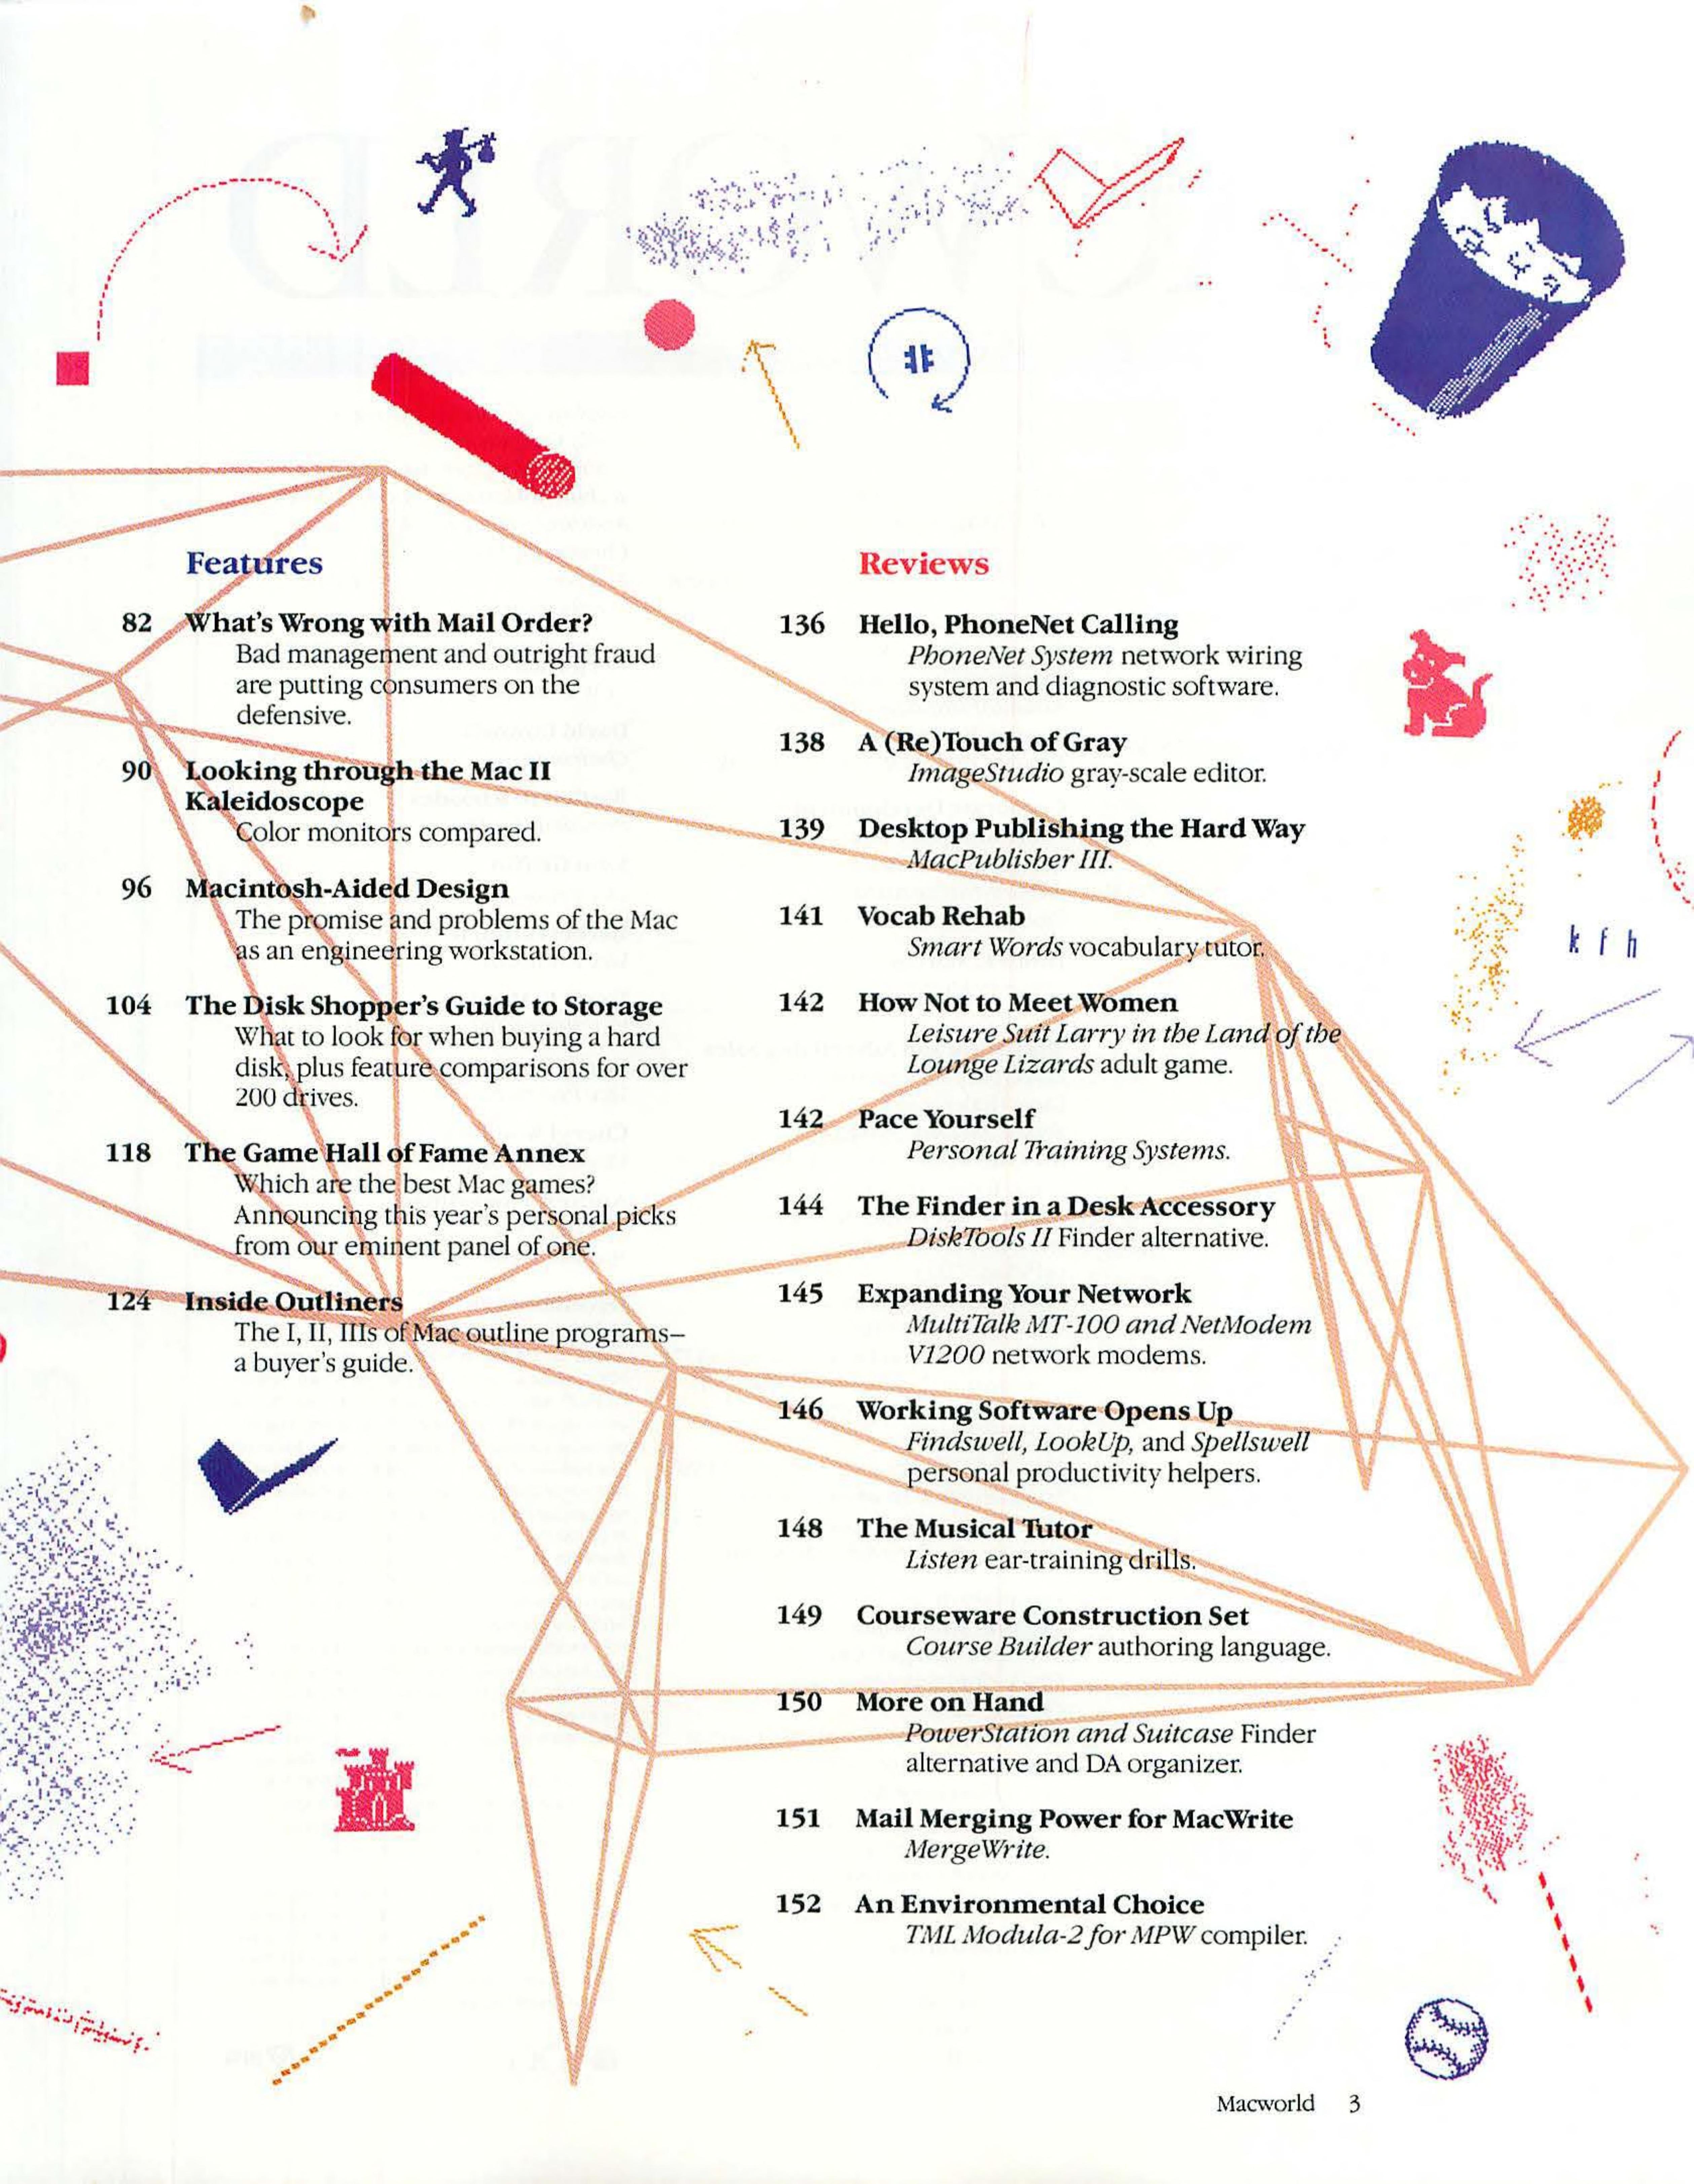 Features
82 What's Wrong with Mail Order?
Bad management and outright fraud
are putting consumers on the
defensive.
90 Looking through the Mac II
Kaleidoscope
Color monitors compared.
96 Macintosh-Aided Design
The promise and problems of the Mac
as an engineering workstation.
104 The Disk Shopper's Guide to Storage
What to look for when buying a hard
disk, plus feature comparisons for over
200 drives.
118 The Game Hall of Fame Annex
Which are the best Mac games?
Announcing this year's personal picks
from our eminent panel of one.
124 Inside Outliners
The I, II, IIIs of Mac outline programs–
a buyer's guide.
Reviews
136 Hello, PhoneNet Calling
PhoneNet System network wiring
system and diagnostic software.
138 A (Re)Touch of Gray
ImageStudio gray-scale editor.
139 Desktop Publishing the Hard Way
MacPublisher III.
141 Vocab Rehab
Smart Words vocabulary tutor.
142 How Not to Meet Women
Leisure Suit Larry in the Land of the
Lounge Lizards adult game.
142 Pace Yourself
Personal Training Systems.
144 The Finder in a Desk Accessory
DiskTools II Finder alternative.
145 Expanding Your Network
MultiTalk MT-100 and NetModem
V1200 network modems.
146 Working Software Opens Up
Findswell, LookUp, and Spellswell
personal productivity helpers.
148 The Musical Tutor
Listen ear-training drills.
149 Courseware Construction Set
Course Builder authoring language.
150 More on Hand
PowerStation and Suitcase Finder
alternative and DA organizer.
151 Mail Merging Power for MacWrite
MergeWrite.
152 An Environmental Choice
TML Modula-2 for MPW compiler.
k f h
Macworld 3